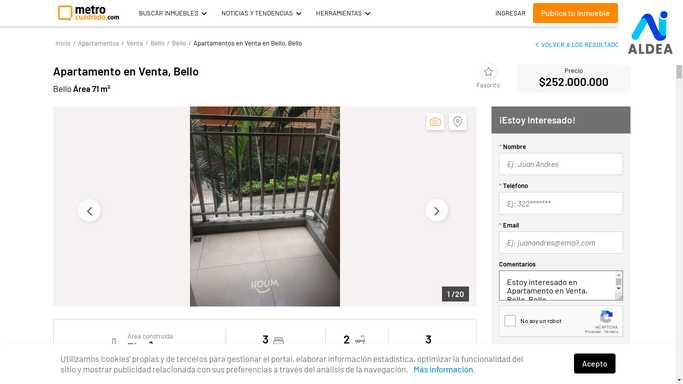 metro
cuadrado.com
BUSCAR INMUEBLES
NOTICIAS Y TENDENCIAS
HERRAMIENTAS
INGRESAR
Publica tu inmueble
AI
ALDEA
Inicio / Apartamentos / Venta / Bello / Bello / Apartamentos en Venta en Bello, Bello
< VOLVER A LOS RESULTADO
Apartamento en Venta, Bello
Bello Área 71 m²
Favorito
Precio
$252.000.000
¡Estoy interesado!
* Nombre
Ej: Juan Andres
* Teléfono
Ej: 322*******
* Email
Ej: juanandres@email.com
Comentarios
Estoy interesado en
Apartamento en Venta,
No soy un robot
reCAPTCHA
Privacidad - Términos
HOUM
1 / 20
Área construida
3
2
3
Utilizamos 'cookies' propias y de terceros para gestionar el portal, elaborar información estadística, optimizar la funcionalidad del
sitio y mostrar publicidad relacionada con sus preferencias a través del análisis de la navegación. Más información.
Acepto